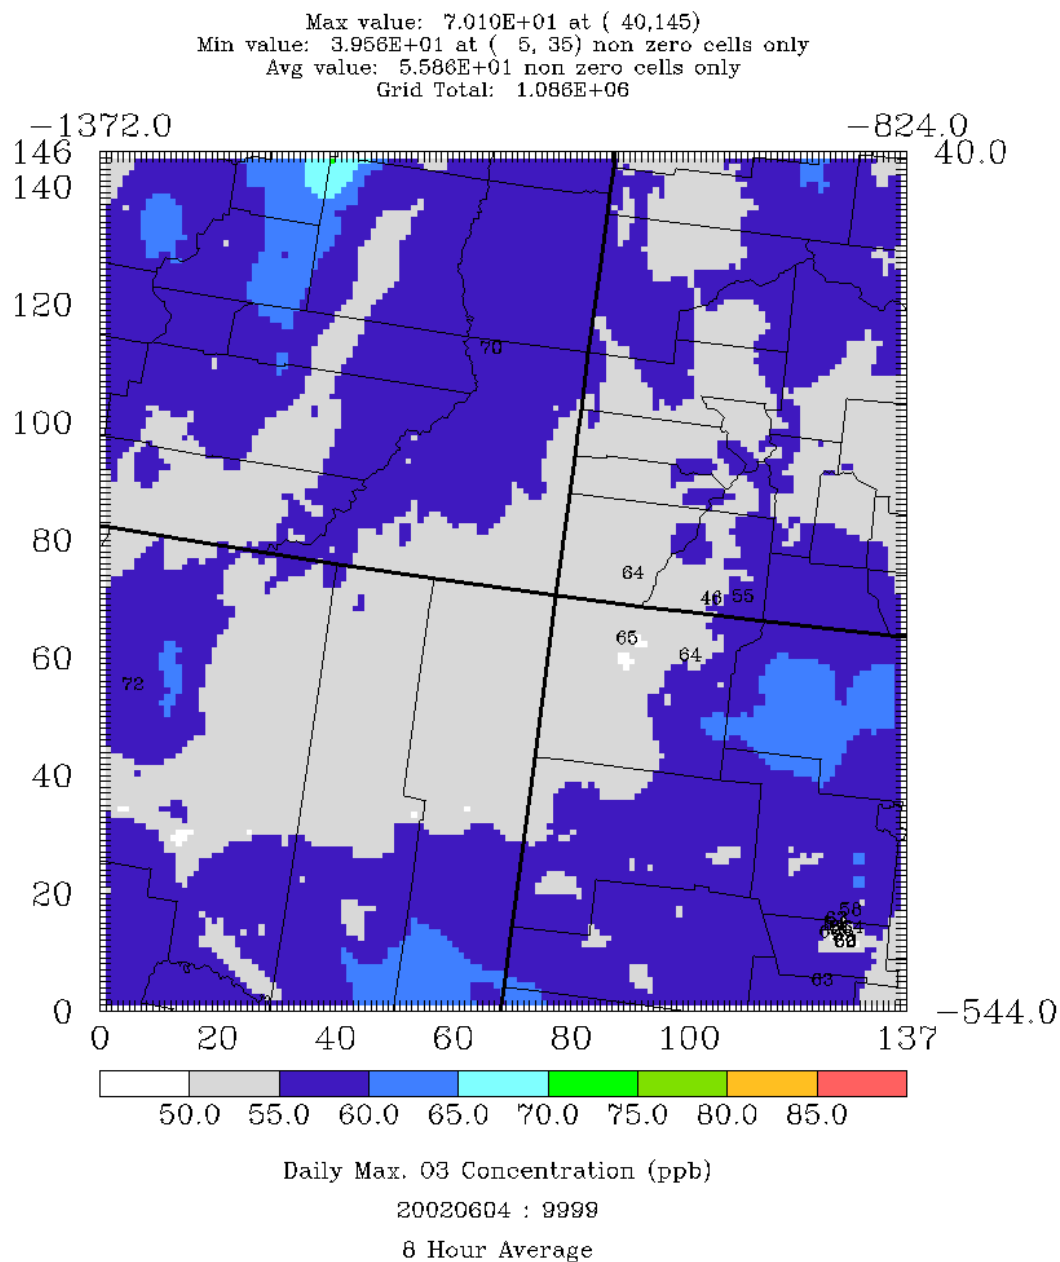 Max value: 7.010E+01 at ( 40,145)
Min value: 3.956E+01 at ( 5, 35) non zero cells only
Avg value: 5.586E+01 non zero cells only
Grid Total: 1.086E+06
-1372.0 -824.0
146 40.0
140
120
70
100
80
64
46 55
65
64
60
72
40
20
58
63
0 -544.0
0 20 40 60 80 100 137
50.0 55.0 60.0 65.0 70.0 75.0 80.0 85.0
Daily Max. O3 Concentration (ppb)
20020604 : 9999
8 Hour Average